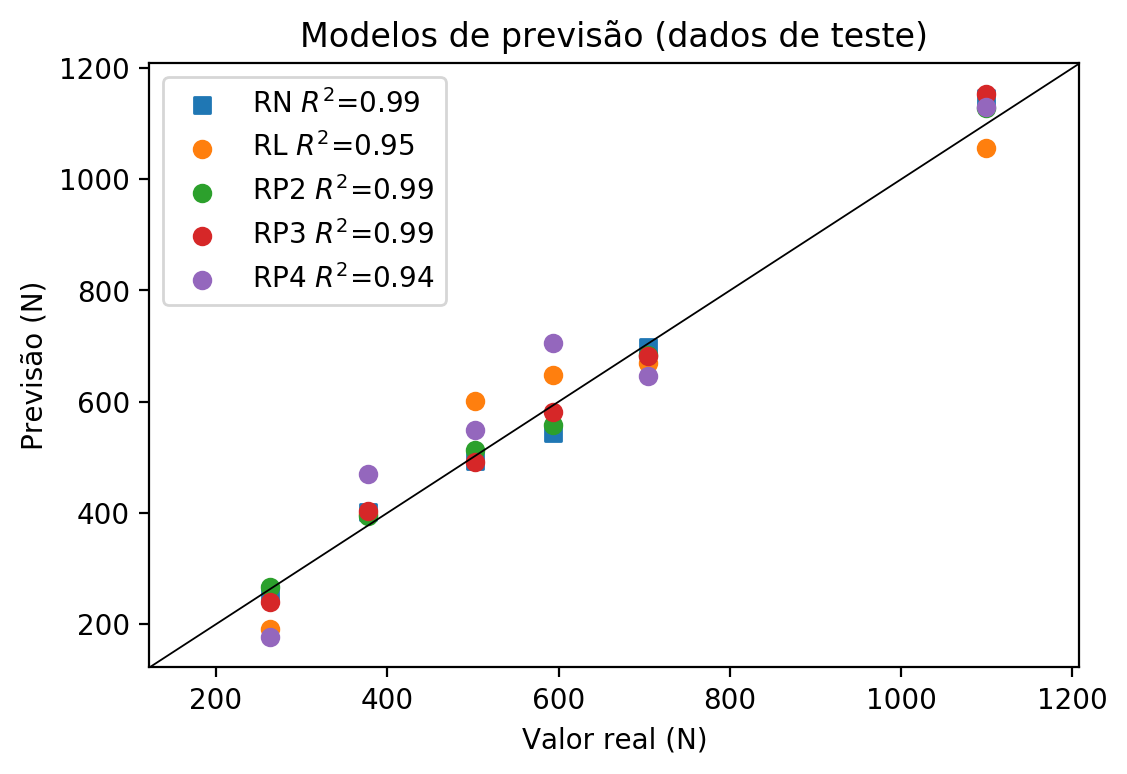 Modelos de previsão (dados de teste)
RN R²=0.99
RL R²=0.95
RP2 R²=0.99
RP3 R²=0.99
RP4 R²=0.94
1200
1000
800
600
400
200
Previsão (N)
200 400 600 800 1000 1200
Valor real (N)